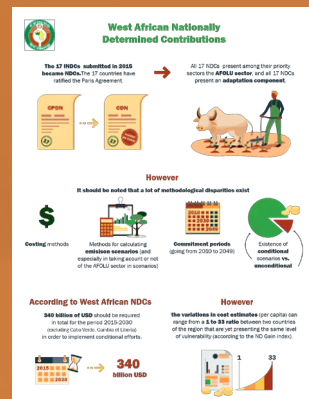 West African Nationally
Determined Contributions
The 17 INDCs submitted in 2015
became NDCs. The 17 countries have
ratified the Paris Agreement.
All 17 NDCs present among their priority
sectors the AFOLU sector, and all 17 NDCs
present an adaptation component.
CPDN
CDN
However
It should be noted that a lot of methodological disparities exist
$
Costing methods
Methods for calculating
emission scenarios (and
especially in taking account or not
of the AFOLU sector in scenarios)
Commitment periods
(going from 2010 to 2049)
Existence of
conditional
scenarios vs.
unconditional
According to West African NDCs
340 billion of USD should be required
in total for the period 2015-2030
(excluding Cabo Verde, Gambia & Liberia)
in order to implement conditional efforts.
2015
2030
340
billion USD
However
the variations in cost estimates (per capita) can
range from a 1 to 33 ratio between two countries
of the region that are yet presenting the same level
of vulnerability (according to the ND Gain index).
1
33